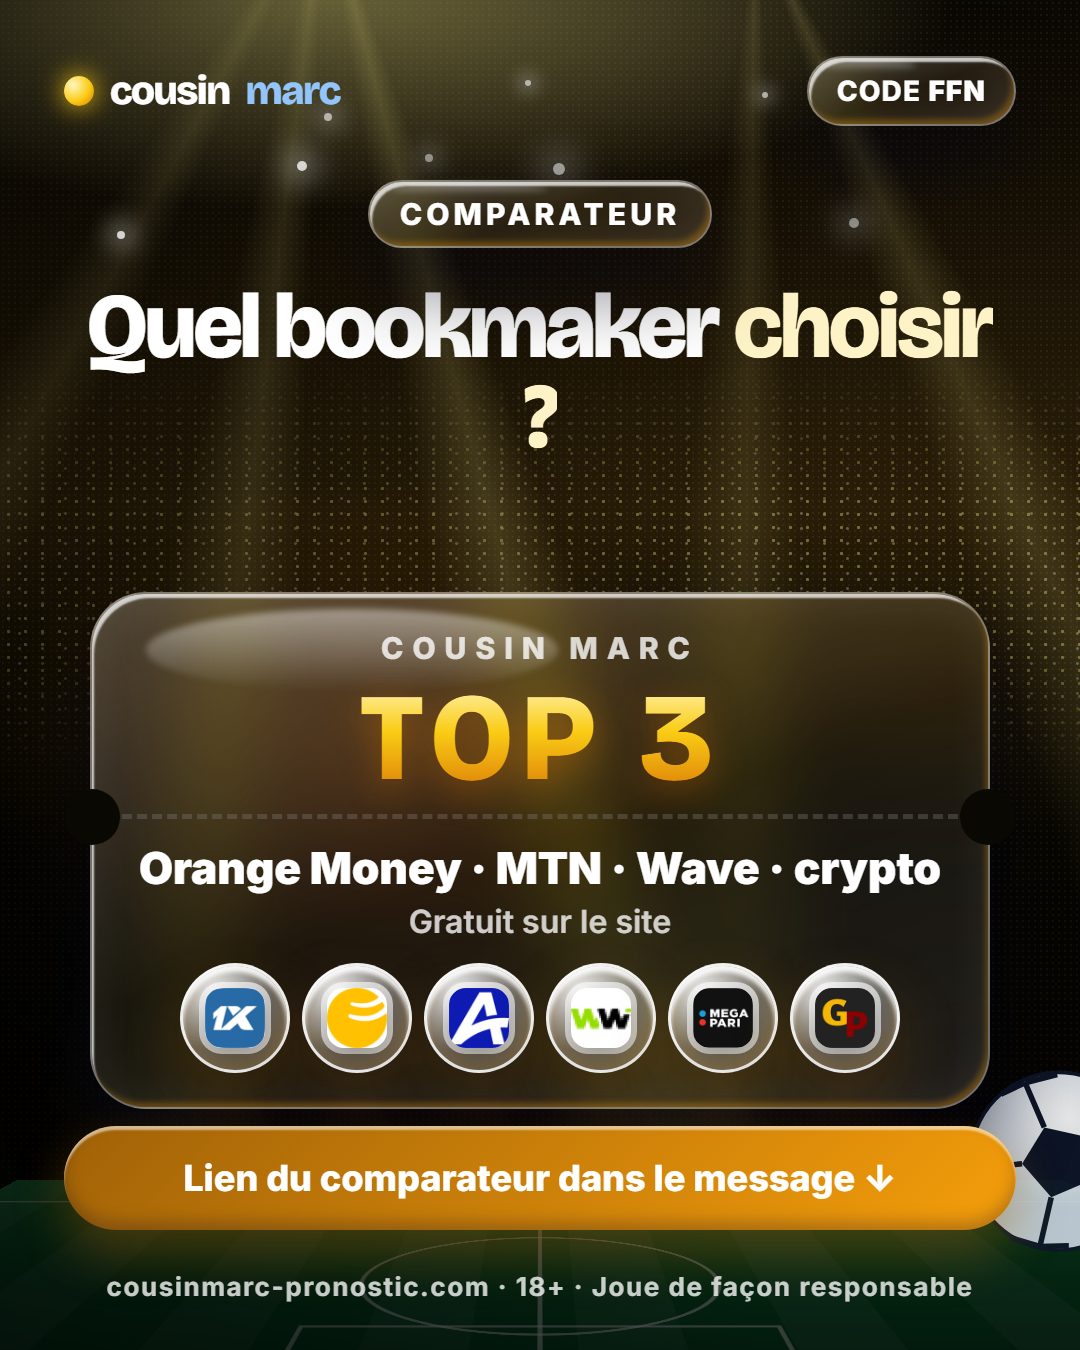 cousin marc
CODE FFN
COMPARATEUR
Quel bookmaker choisir
?
COUSIN MARC
TOP 3
Orange Money · MTN · Wave · crypto
Gratuit sur le site
1X
A
WW
MEGA
PARI
GP
Lien du comparateur dans le message ↓
cousinmarc-pronostic.com · 18+ · Joue de façon responsable